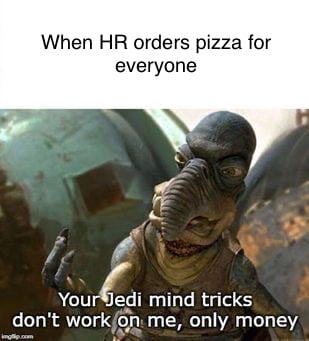 When HR orders pizza for
everyone
Your Jedi mind tricks
don't work on me, only money
imgflip.com